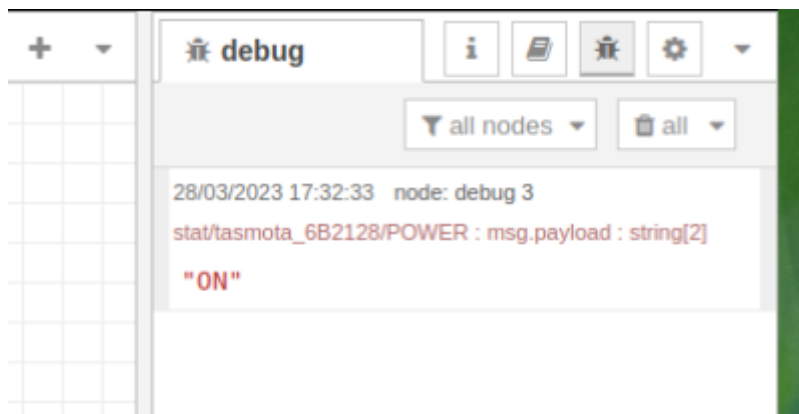 debug
all nodes
all
28/03/2023 17:32:33 node: debug 3
stat/tasmota_6B2128/POWER : msg.payload : string[2]
"ON"